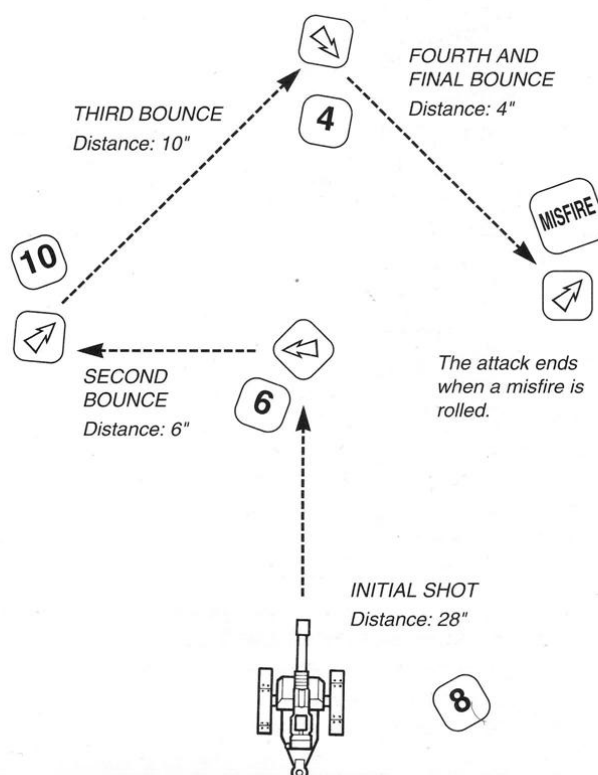 FOURTH AND
FINAL BOUNCE
Distance: 4"
THIRD BOUNCE
Distance: 10"
4
MISFIRE
10
The attack ends
when a misfire is
rolled.
SECOND
BOUNCE
Distance: 6"
6
INITIAL SHOT
Distance: 28"
8